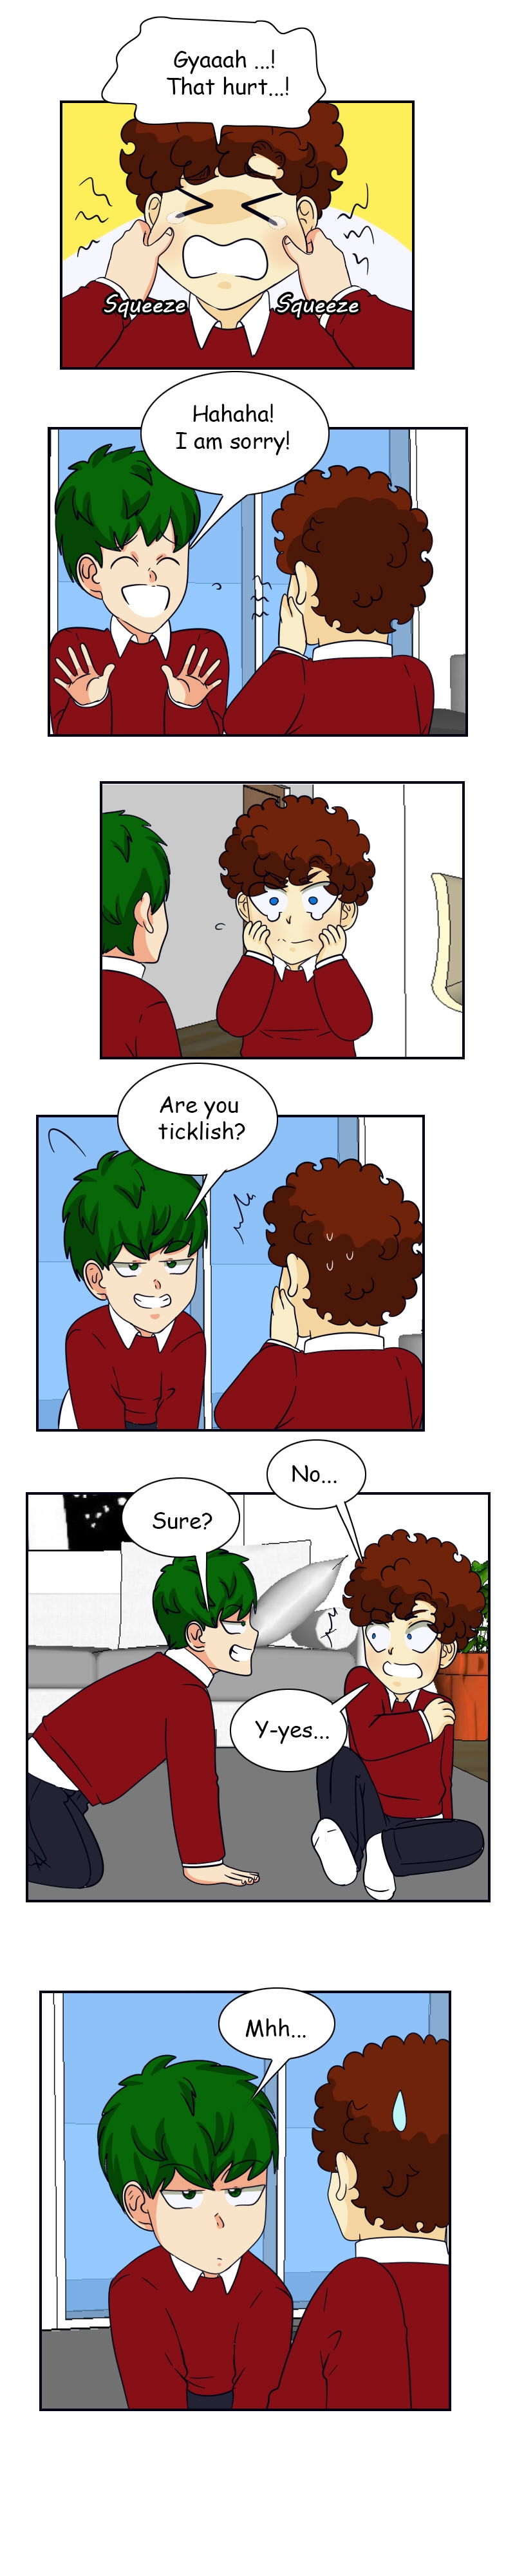 Gyaaah ...!
That hurt...!
Squeeze
Squeeze
Hahaha!
I am sorry!
Are you
ticklish?
No...
Sure?
Y-yes...
Mhh...